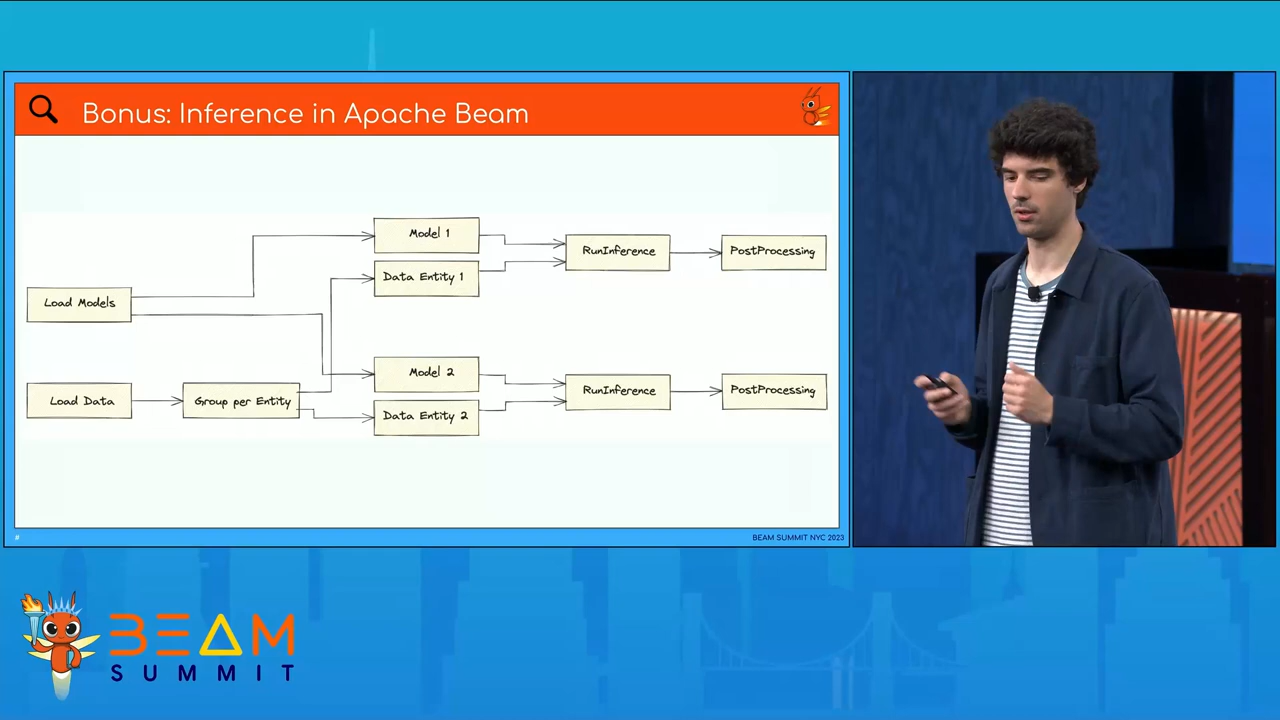 Bonus: Inference in Apache Beam
Model 1
Data Entity 1
RunInference
PostProcessing
Load Models
Model 2
Data Entity 2
RunInference
PostProcessing
Load Data
Group per Entity
#
BEAM SUMMIT NYC 2023
BEAM
SUMMIT